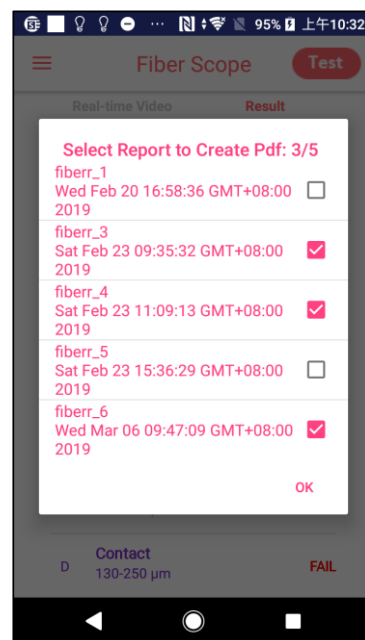 95% 上午10:32
Fiber Scope
Test
Real-time Video Result
Select Report to Create Pdf: 3/5
fiberr_1
Wed Feb 20 16:58:36 GMT+08:00
2019
fiberr_3
Sat Feb 23 09:35:32 GMT+08:00
2019
fiberr_4
Sat Feb 23 11:09:13 GMT+08:00
2019
fiberr_5
Sat Feb 23 15:36:29 GMT+08:00
2019
fiberr_6
Wed Mar 06 09:47:09 GMT+08:00
2019
OK
D Contact
130-250 μm FAIL